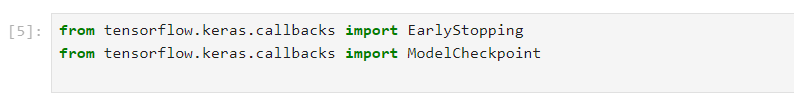 [5]: from tensorflow.keras.callbacks import EarlyStopping
from tensorflow.keras.callbacks import ModelCheckpoint